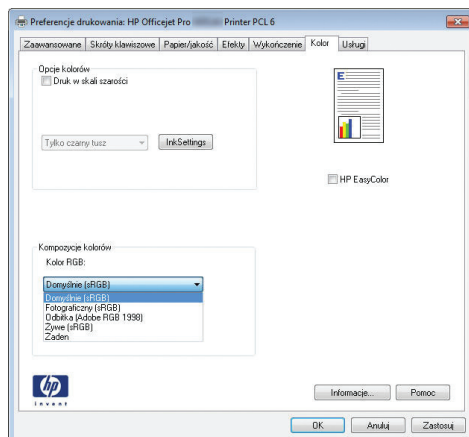 Preferencje drukowania: HP Officejet Pro Printer PCL 6
Zaawansowane Skróty klawiszowe Papier/jakość Efekty Wykończenie Kolor Usługi
Opcje kolorów
Druk w skali szarości
Tylko czarny tusz InkSettings
E
HP EasyColor
Kompozycje kolorów
Kolor RGB:
Domyślnie (sRGB)
Domyślnie (sRGB)
Fotograficzny (sRGB)
Odbitka (Adobe RGB 1998)
Żywe (sRGB)
Żaden
hp
invent
Informacje... Pomoc
OK Anuluj Zastosuj